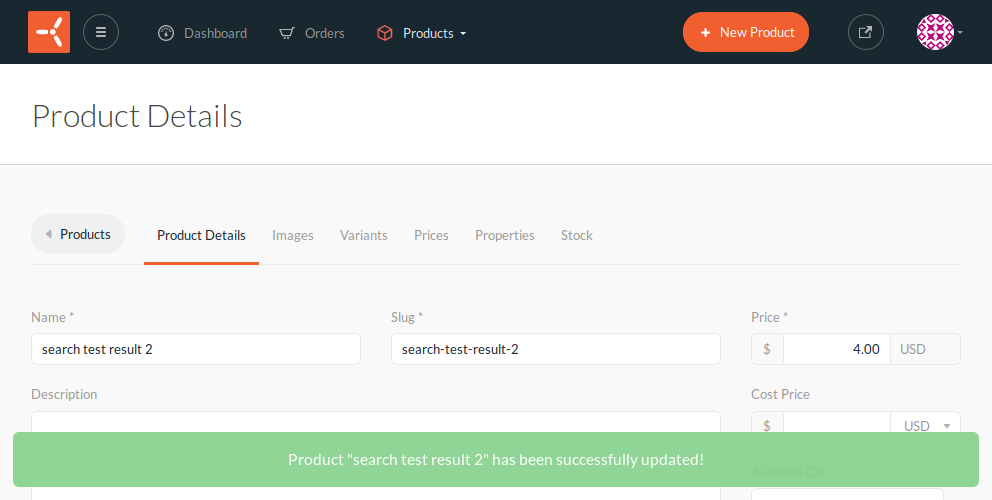 Dashboard
Orders
Products
New Product
Product Details
Products
Product Details
Images
Variants
Prices
Properties
Stock
Name *
Slug *
Price *
search test result 2
search-test-result-2
$
4.00
USD
Description
Cost Price
$
USD
Product "search test result 2" has been successfully updated!
Available On